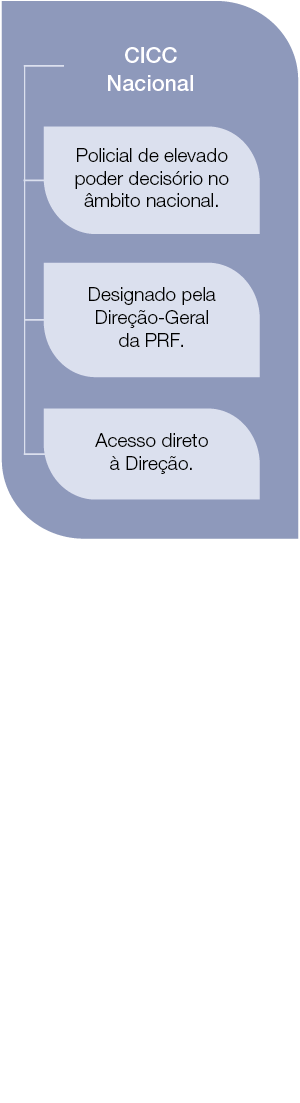 CICC
Nacional
Policial de elevado
poder decisório no
âmbito nacional.
Designado pela
Direção-Geral
da PRF.
Acesso direto
à Direção.